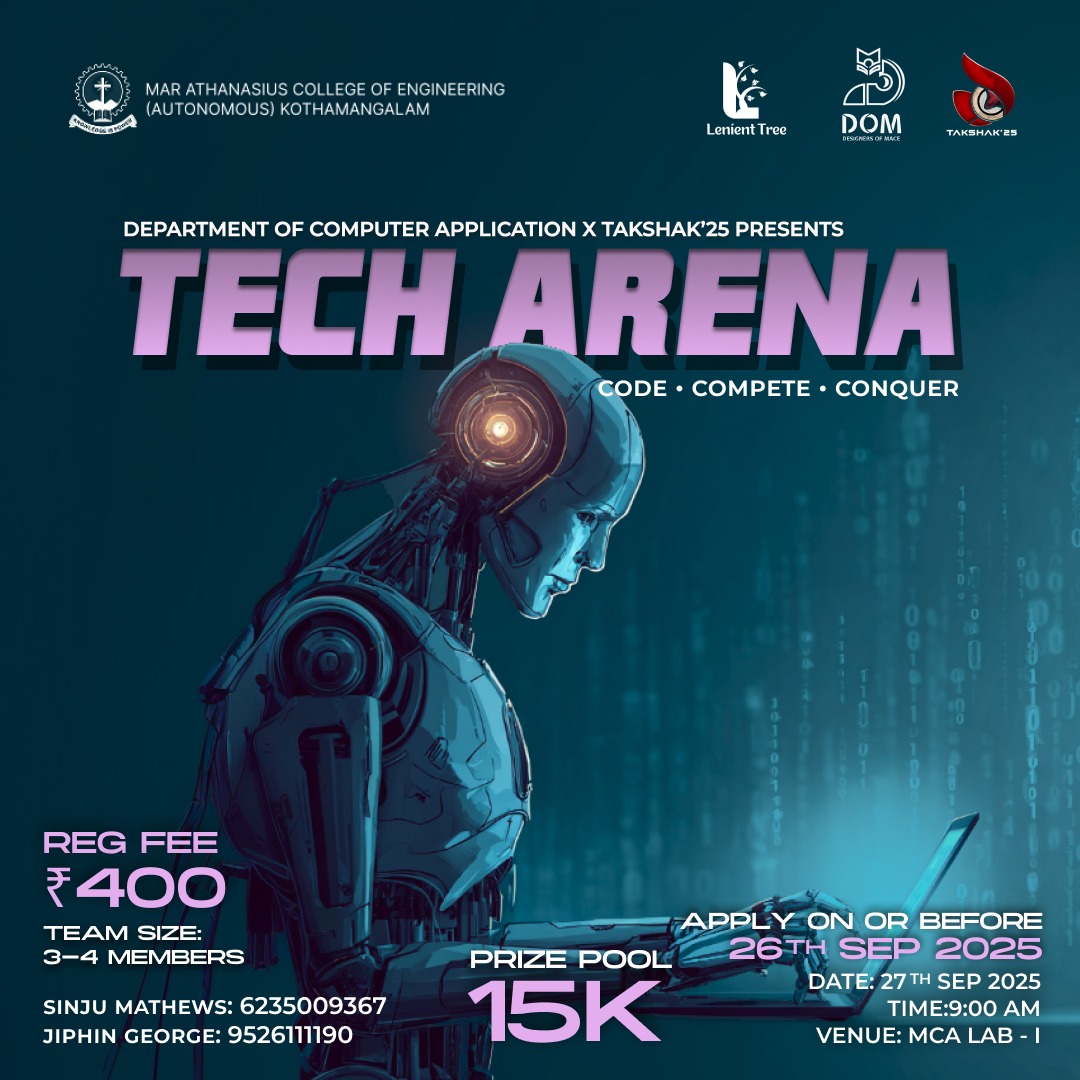 MAR ATHANASIUS COLLEGE OF ENGINEERING
(AUTONOMOUS) KOTHAMANGALAM
KNOWLEDGE IS POWER
Lenient Tree
DOM
DESIGNERS OF MACE
TAKSHAK'25
DEPARTMENT OF COMPUTER APPLICATION X TAKSHAK'25 PRESENTS
TECH ARENA
CODE • COMPETE • CONQUER
REG FEE
₹400
TEAM SIZE:
3–4 MEMBERS
SINJU MATHEWS: 6235009367
JIPHIN GEORGE: 9526111190
PRIZE POOL
15K
APPLY ON OR BEFORE
26TH SEP 2025
DATE: 27TH SEP 2025
TIME:9:00 AM
VENUE: MCA LAB - I